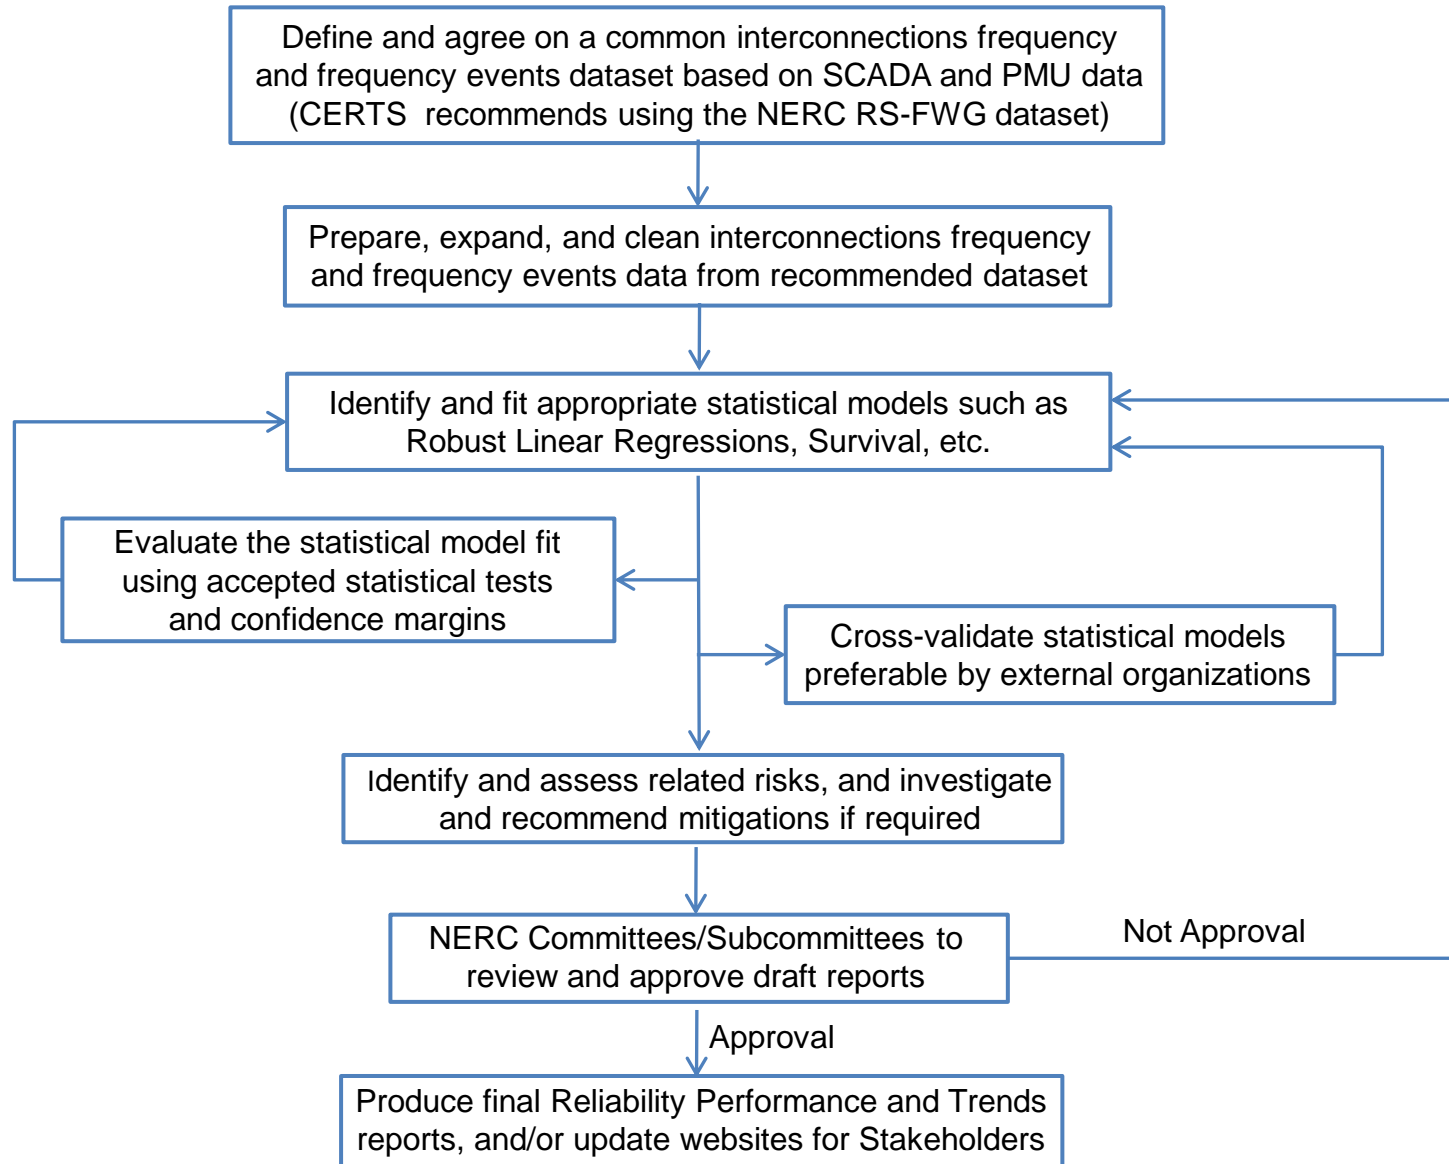 Define and agree on a common interconnections frequency
and frequency events dataset based on SCADA and PMU data
(CERTS  recommends using the NERC RS-FWG dataset)
Prepare, expand, and clean interconnections frequency
and frequency events data from recommended dataset
Identify and fit appropriate statistical models such as
Robust Linear Regressions, Survival, etc.
Evaluate the statistical model fit
using accepted statistical tests
and confidence margins
Cross-validate statistical models
preferable by external organizations
Identify and assess related risks, and investigate
and recommend mitigations if required
NERC Committees/Subcommittees to
review and approve draft reports
Not Approval
Approval
Produce final Reliability Performance and Trends
reports, and/or update websites for Stakeholders